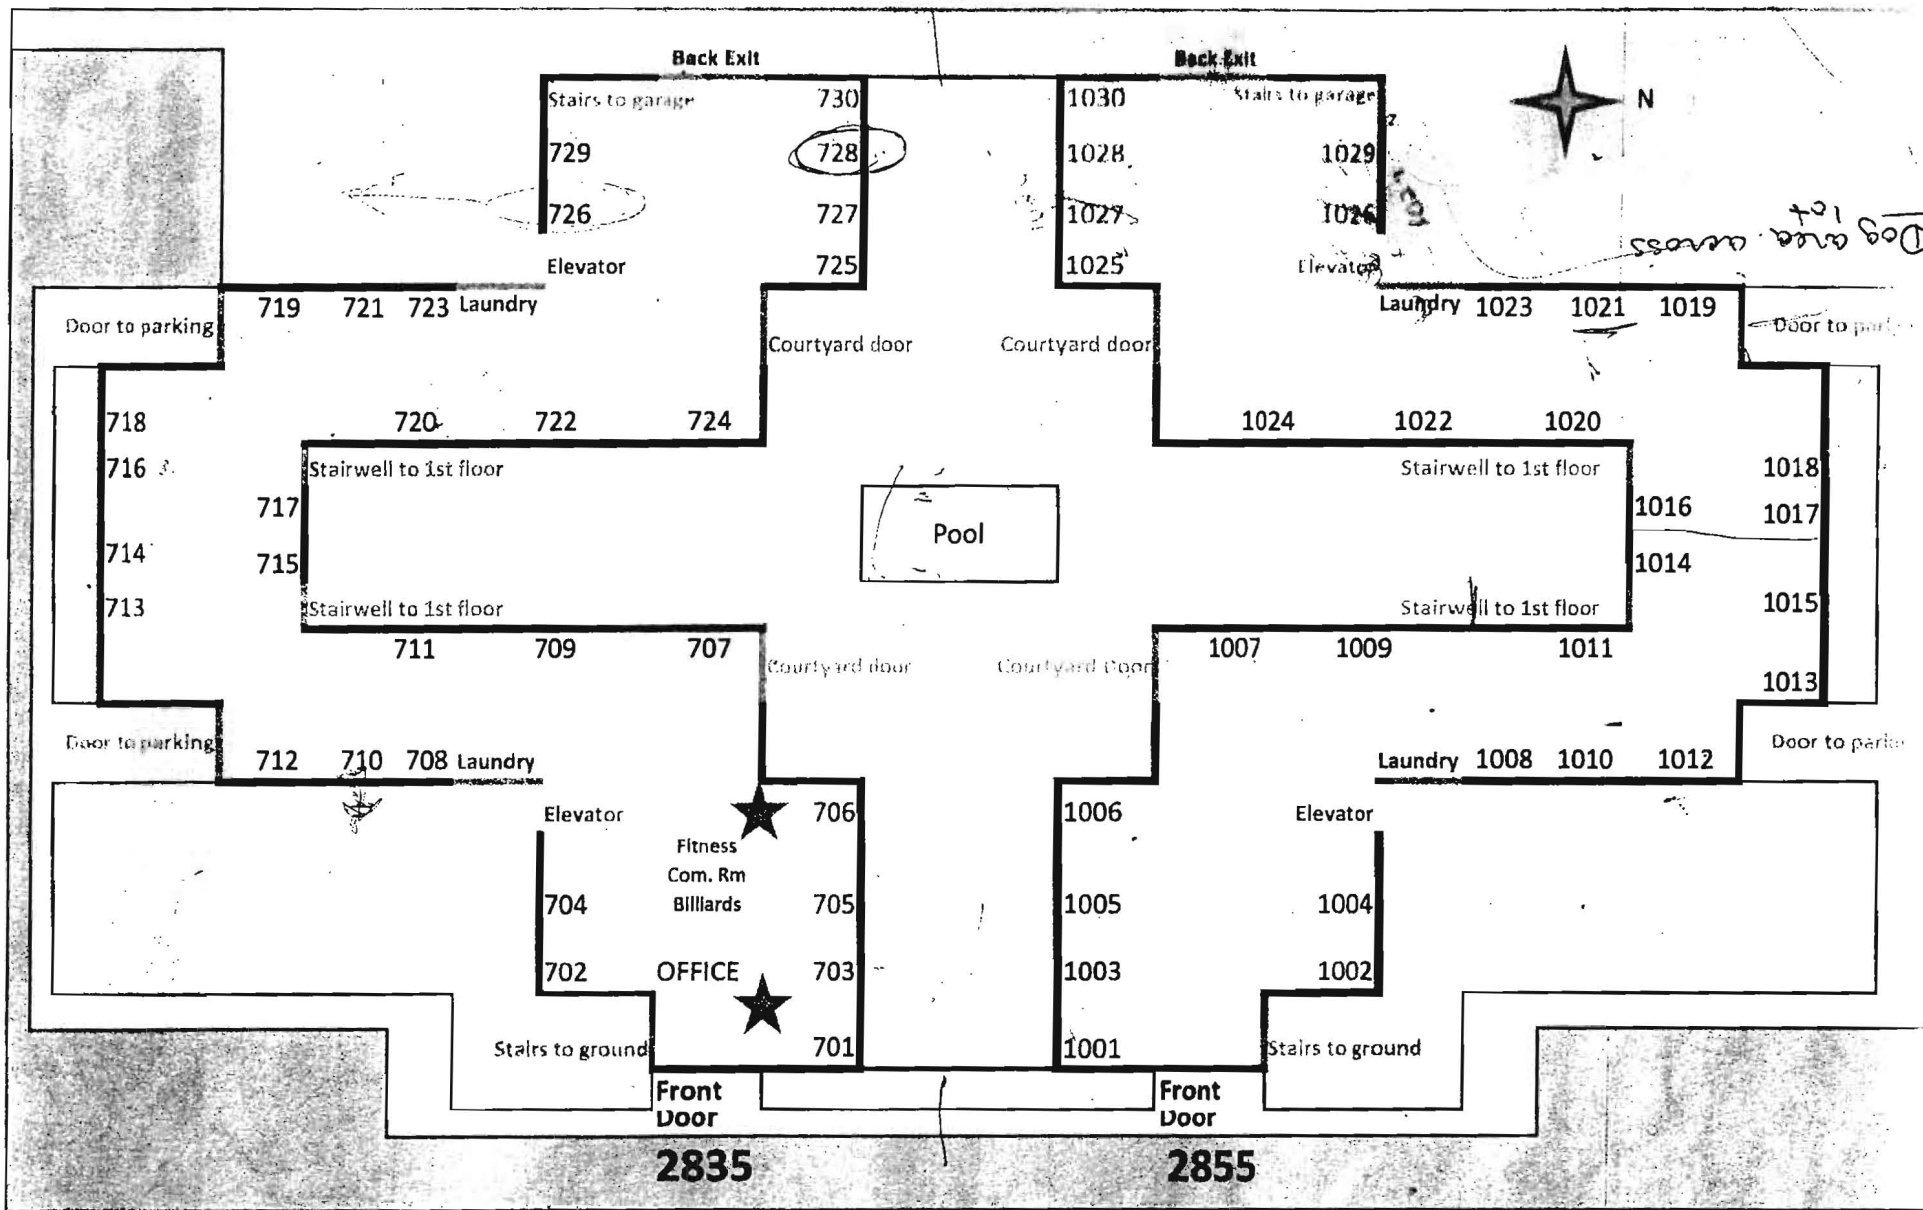 Back Exit Back Exit
Stairs to garage 730 1030 Stairs to garage
N
729 728 1028 1029
726 727 1027 1026
Dog area across
lot
Elevator 725 1025 Elevator
719 721 723 Laundry Laundry 1023 1021 1019
Door to parking Door to
Courtyard door Courtyard door
718 720 722 724 1024 1022 1020
716 Stairwell to 1st floor Stairwell to 1st floor 1018
717 1016 1017
Pool
714 715 1014
713 Stairwell to 1st floor Stairwell to 1st floor 1015
711 709 707 1007 1009 1011
Courtyard door Courtyard Door
1013
Door to parking Door to
712 710 708 Laundry Laundry 1008 1010 1012
Elevator 706 1006 Elevator
Fitness
Com. Rm
Billiards
704 705 1005 1004
702 OFFICE 703 1003 1002
Stairs to ground 701 1001 Stairs to ground
Front Front
Door Door
2835 2855